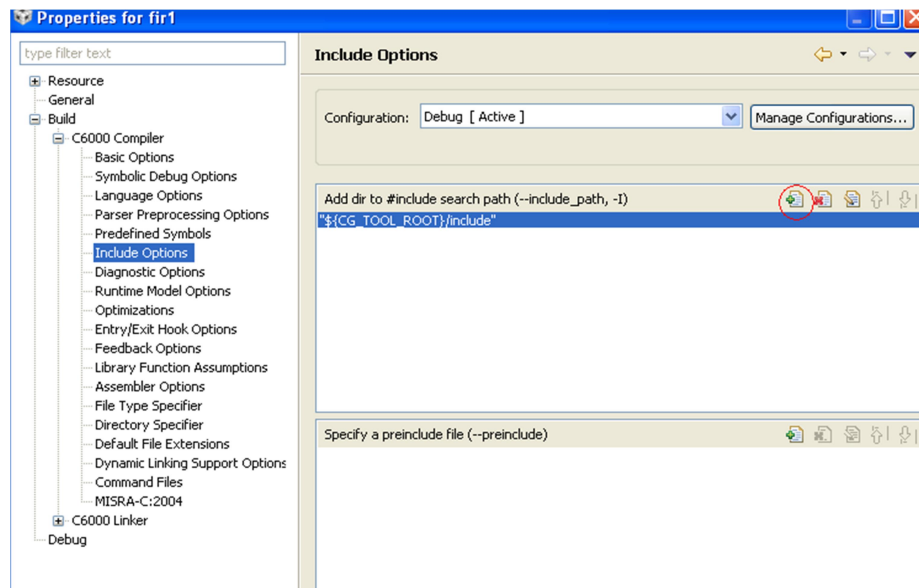 Properties for fir1
type filter text
Resource
General
Build
C6000 Compiler
Basic Options
Symbolic Debug Options
Language Options
Parser Preprocessing Options
Predefined Symbols
Include Options
Diagnostic Options
Runtime Model Options
Optimizations
Entry/Exit Hook Options
Feedback Options
Library Function Assumptions
Assembler Options
File Type Specifier
Directory Specifier
Default File Extensions
Dynamic Linking Support Options
Command Files
MISRA-C:2004
C6000 Linker
Debug
Include Options
Configuration: Debug [ Active ] Manage Configurations...
Add dir to #include search path (--include_path, -I)
"${CG_TOOL_ROOT}/include"
Specify a preinclude file (--preinclude)